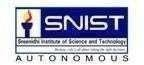 SNIST
Sreenidhi Institute of Science and Technology
AUTONOMOUS